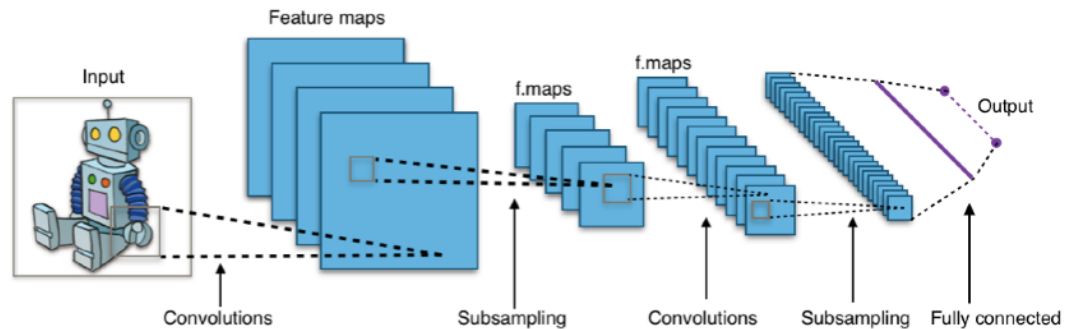 Feature maps
Input
f.maps
f.maps
Output
Convolutions
Subsampling
Convolutions
Subsampling
Fully connected